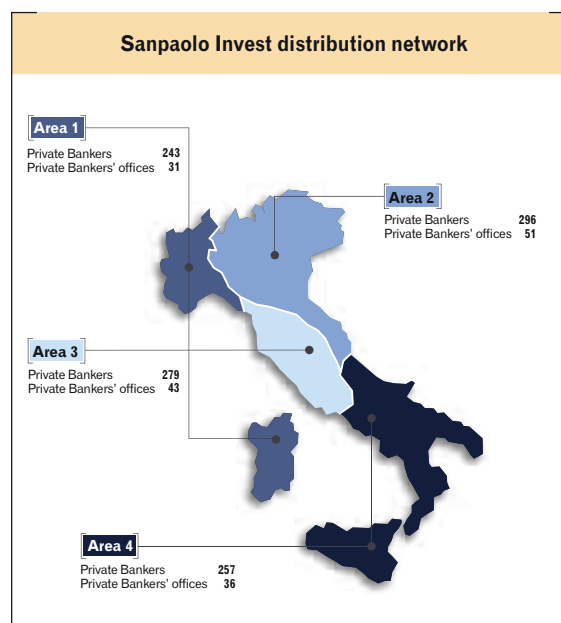 Sanpaolo Invest distribution network
Area 1
Private Bankers 243
Private Bankers' offices 31
Area 2
Private Bankers 296
Private Bankers' offices 51
Area 3
Private Bankers 279
Private Bankers' offices 43
Area 4
Private Bankers 257
Private Bankers' offices 36